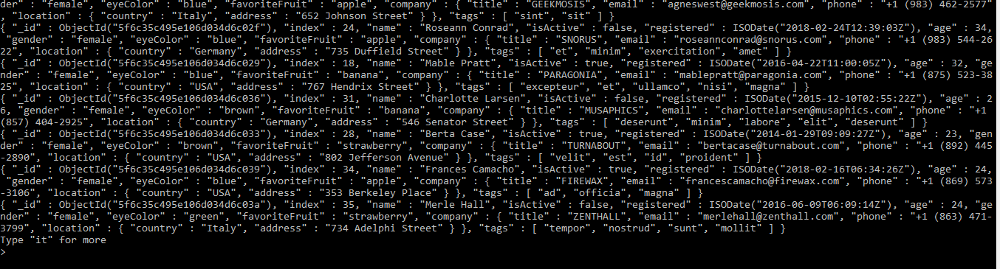 der" : "female", "eyeColor" : "blue", "favoriteFruit" : "apple", "company" : { "title" : "GEEKMOSIS", "email" : "agneswest@geekmosis.com", "phone" : "+1 (983) 462-2577"
, "location" : { "country" : "Italy", "address" : "652 Johnson Street" } }, "tags" : [ "sint", "sit" ] }
{ "_id" : ObjectId("5f6c35c495e106d034d6c02f"), "index" : 24, "name" : "Roseann Conrad", "isActive" : false, "registered" : ISODate("2018-02-24T12:39:03Z"), "age" : 34,
"gender" : "female", "eyeColor" : "blue", "favoriteFruit" : "apple", "company" : { "title" : "SNORUS", "email" : "roseannconrad@snorus.com", "phone" : "+1 (983) 544-26
22", "location" : { "country" : "Germany", "address" : "735 Duffield Street" } }, "tags" : [ "et", "minim", "exercitation", "amet" ] }
{ "_id" : ObjectId("5f6c35c495e106d034d6c029"), "index" : 18, "name" : "Mable Pratt", "isActive" : true, "registered" : ISODate("2016-04-22T11:00:05Z"), "age" : 32, "ge
nder" : "female", "eyeColor" : "blue", "favoriteFruit" : "banana", "company" : { "title" : "PARAGONIA", "email" : "mablepratt@paragonia.com", "phone" : "+1 (875) 523-38
25", "location" : { "country" : "USA", "address" : "767 Hendrix Street" } }, "tags" : [ "excepteur", "et", "ullamco", "nisi", "magna" ] }
{ "_id" : ObjectId("5f6c35c495e106d034d6c036"), "index" : 31, "name" : "Charlotte Larsen", "isActive" : false, "registered" : ISODate("2015-12-10T02:55:22Z"), "age" : 2
6, "gender" : "female", "eyeColor" : "brown", "favoriteFruit" : "banana", "company" : { "title" : "MUSAPHICS", "email" : "charlottelarsen@musaphics.com", "phone" : "+1
(857) 404-2925", "location" : { "country" : "Germany", "address" : "546 Senator Street" } }, "tags" : [ "deserunt", "minim", "labore", "elit", "deserunt" ] }
{ "_id" : ObjectId("5f6c35c495e106d034d6c033"), "index" : 28, "name" : "Berta Case", "isActive" : true, "registered" : ISODate("2014-01-29T09:09:27Z"), "age" : 23, "gen
der" : "female", "eyeColor" : "brown", "favoriteFruit" : "strawberry", "company" : { "title" : "TURNABOUT", "email" : "bertacase@turnabout.com", "phone" : "+1 (892) 445
-2890", "location" : { "country" : "USA", "address" : "802 Jefferson Avenue" } }, "tags" : [ "velit", "est", "id", "proident" ] }
{ "_id" : ObjectId("5f6c35c495e106d034d6c039"), "index" : 34, "name" : "Frances Camacho", "isActive" : true, "registered" : ISODate("2018-02-16T06:34:26Z"), "age" : 24,
"gender" : "female", "eyeColor" : "blue", "favoriteFruit" : "apple", "company" : { "title" : "FIREWAX", "email" : "francescamacho@firewax.com", "phone" : "+1 (869) 573
-3106", "location" : { "country" : "USA", "address" : "353 Berkeley Place" } }, "tags" : [ "ad", "officia", "magna" ] }
{ "_id" : ObjectId("5f6c35c495e106d034d6c03a"), "index" : 35, "name" : "Merle Hall", "isActive" : false, "registered" : ISODate("2016-06-09T06:09:14Z"), "age" : 24, "ge
nder" : "female", "eyeColor" : "green", "favoriteFruit" : "strawberry", "company" : { "title" : "ZENTHALL", "email" : "merlehall@zenthall.com", "phone" : "+1 (863) 471-
3799", "location" : { "country" : "Italy", "address" : "734 Adelphi Street" } }, "tags" : [ "tempor", "nostrud", "sunt", "mollit" ] }
Type "it" for more
>